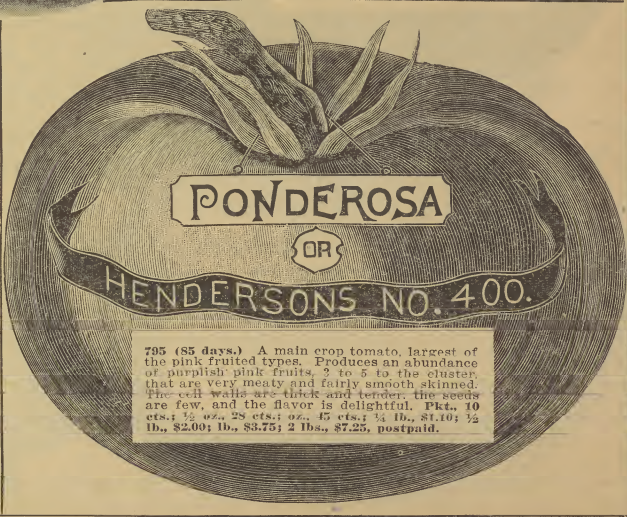 PONDEROSA
OR
HENDERSONS NO. 400.
795 (85 days.) A main crop tomato, largest of
the pink fruited types. Produces an abundance
of purplish pink fruits, 3 to 5 to the cluster,
that are very meaty and fairly smooth skinned.
The cell walls are thick and tender, the seeds
are few, and the flavor is delightful. Pkt., 10
cts.; ½ oz., 28 cts.; oz., 45 cts.; ¼ lb., $1.10; ½
lb., $2.00; lb., $3.75; 2 lbs., $7.25, postpaid.